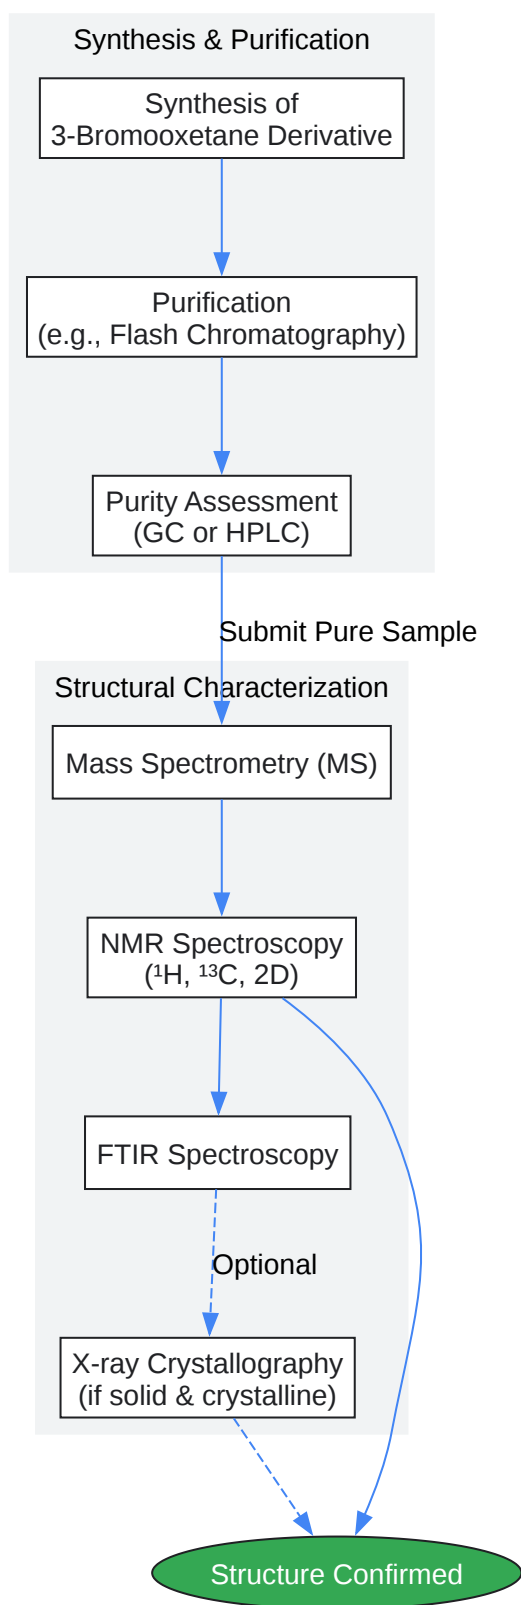 Synthesis & Purification
Synthesis of
3-Bromooxetane Derivative
Purification
(e.g., Flash Chromatography)
Purity Assessment
(GC or HPLC)
Submit Pure Sample
Structural Characterization
Mass Spectrometry (MS)
NMR Spectroscopy
(¹H, ¹³C, 2D)
FTIR Spectroscopy
Optional
X-ray Crystallography
(if solid & crystalline)
Structure Confirmed